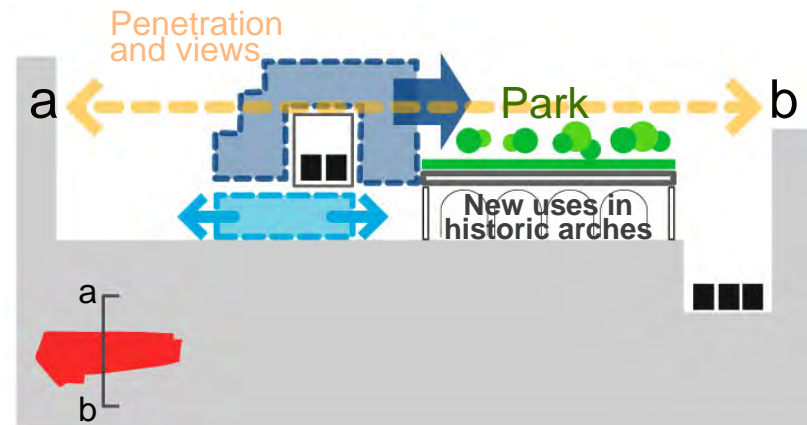 Penetration
and views
a
Park
b
New uses in
historic arches
a
b